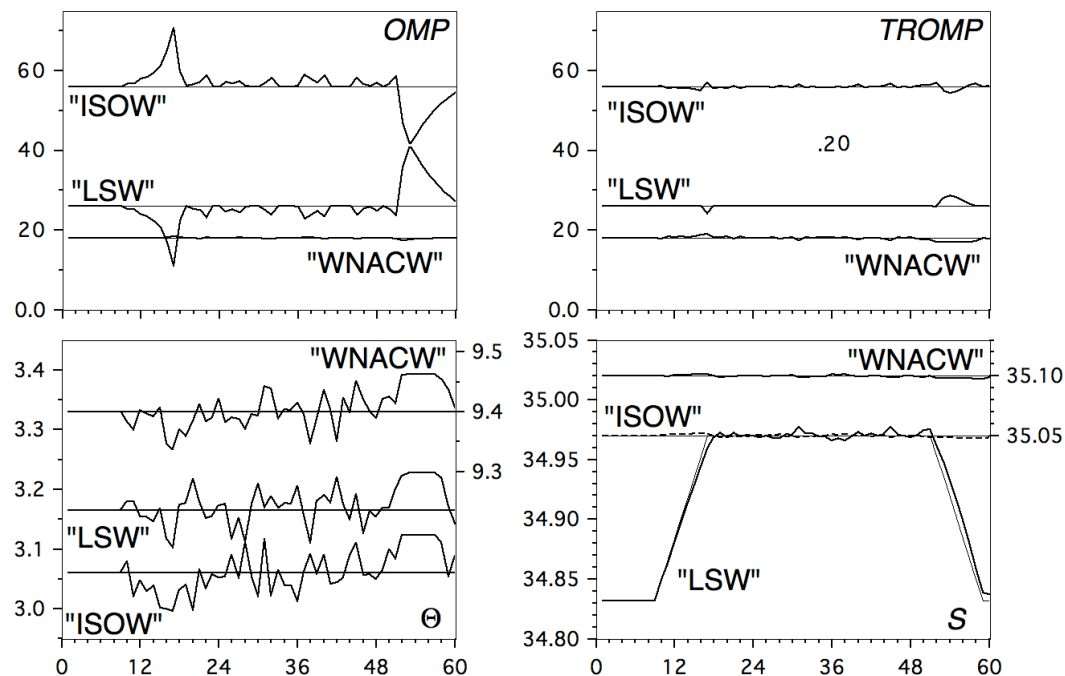 OMP
TROMP
60
40
20
0.0
"ISOW"
"LSW"
"WNACW"
60
40
20
0.0
"ISOW"
.20
"LSW"
"WNACW"
3.4
3.3
3.2
3.1
3.0
"WNACW"
9.5
9.4
9.3
"LSW"
"ISOW"
Θ
0
12
24
36
48
60
35.05
35.00
34.95
34.90
34.85
34.80
"WNACW"
35.10
"ISOW"
35.05
"LSW"
S
0
12
24
36
48
60